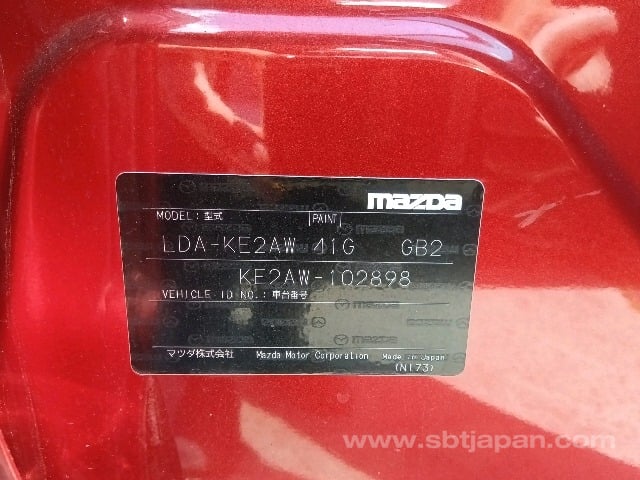 mazda
MODEL: 型式 PAINT
LDA-KE2AW 41G GB2
KE2AW-102898
VEHICLE ID NO.: 車台番号
マツダ株式会社 Mazda Motor Corporation Made in Japan
(N173)
www.sbtjapan.com